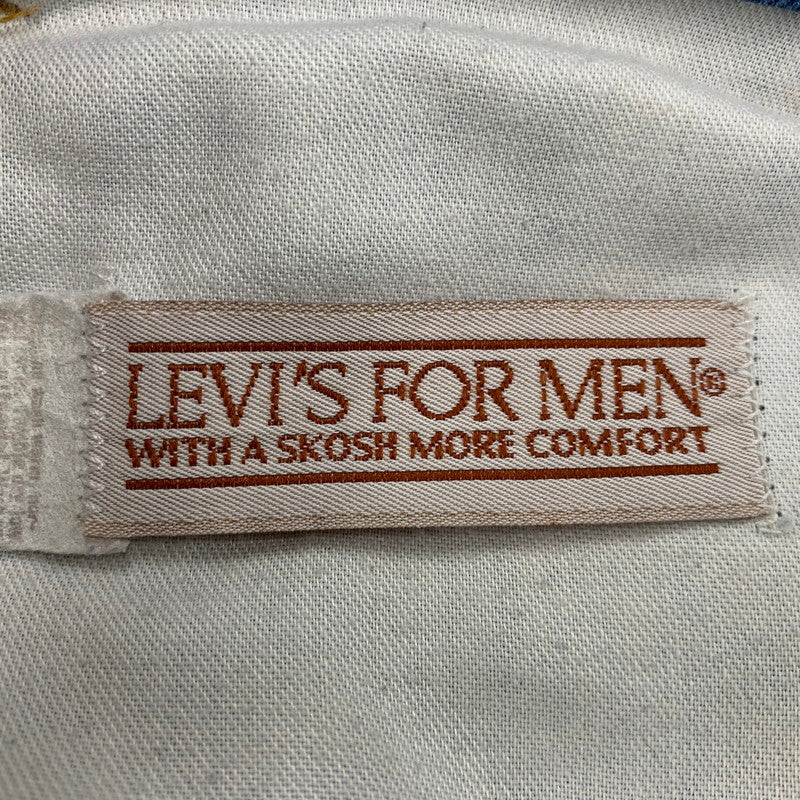 LEVI'S FOR MEN®
WITH A SKOSH MORE COMFORT